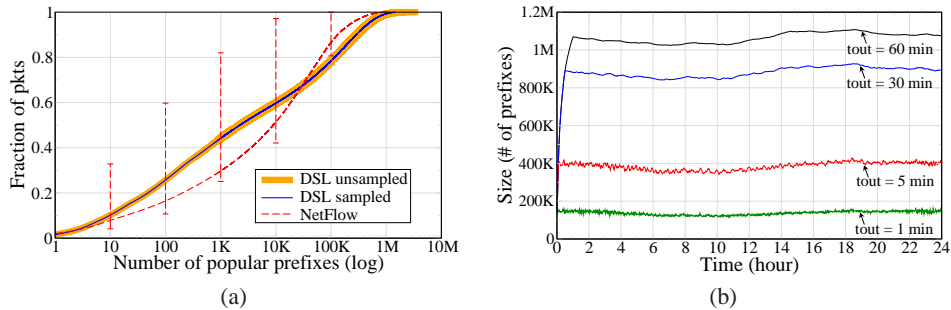 Fraction of pkts
1
0.8
0.6
0.4
0.2
0
1
10
100
1K
10K
100K
1M
10M
DSL unsampled
DSL sampled
NetFlow
Number of popular prefixes (log)
(a)
Size (# of prefixes)
1.2M
1M
800K
600K
400K
200K
0
tout = 60 min
tout = 30 min
tout = 5 min
tout = 1 min
0 2 4 6 8 10 12 14 16 18 20 22 24
Time (hour)
(b)